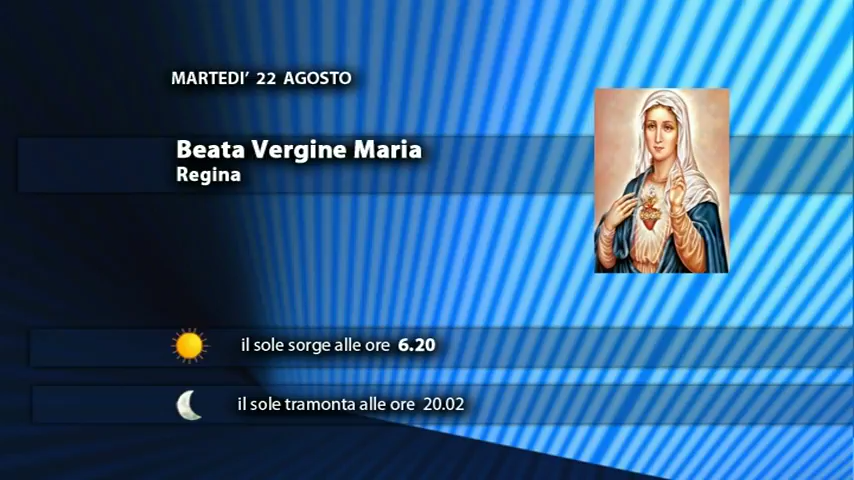 MARTEDI’ 22 AGOSTO
Beata Vergine Maria
Regina
il sole sorge alle ore 6.20
il sole tramonta alle ore 20.02